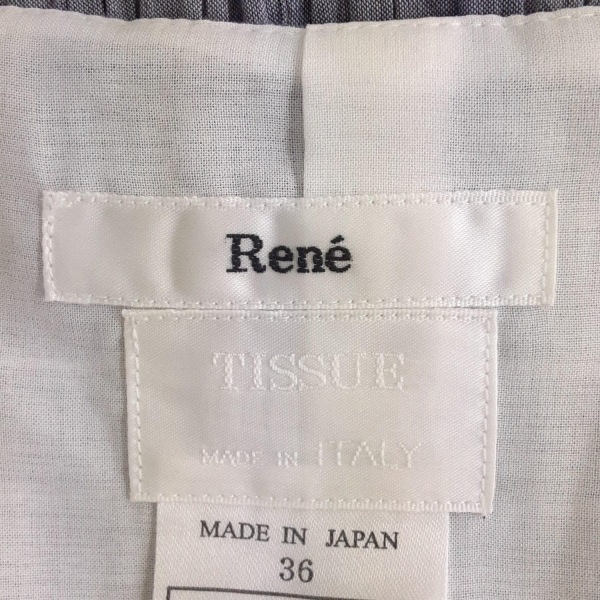 René
TISSUE
MADE IN ITALY
MADE IN JAPAN
36